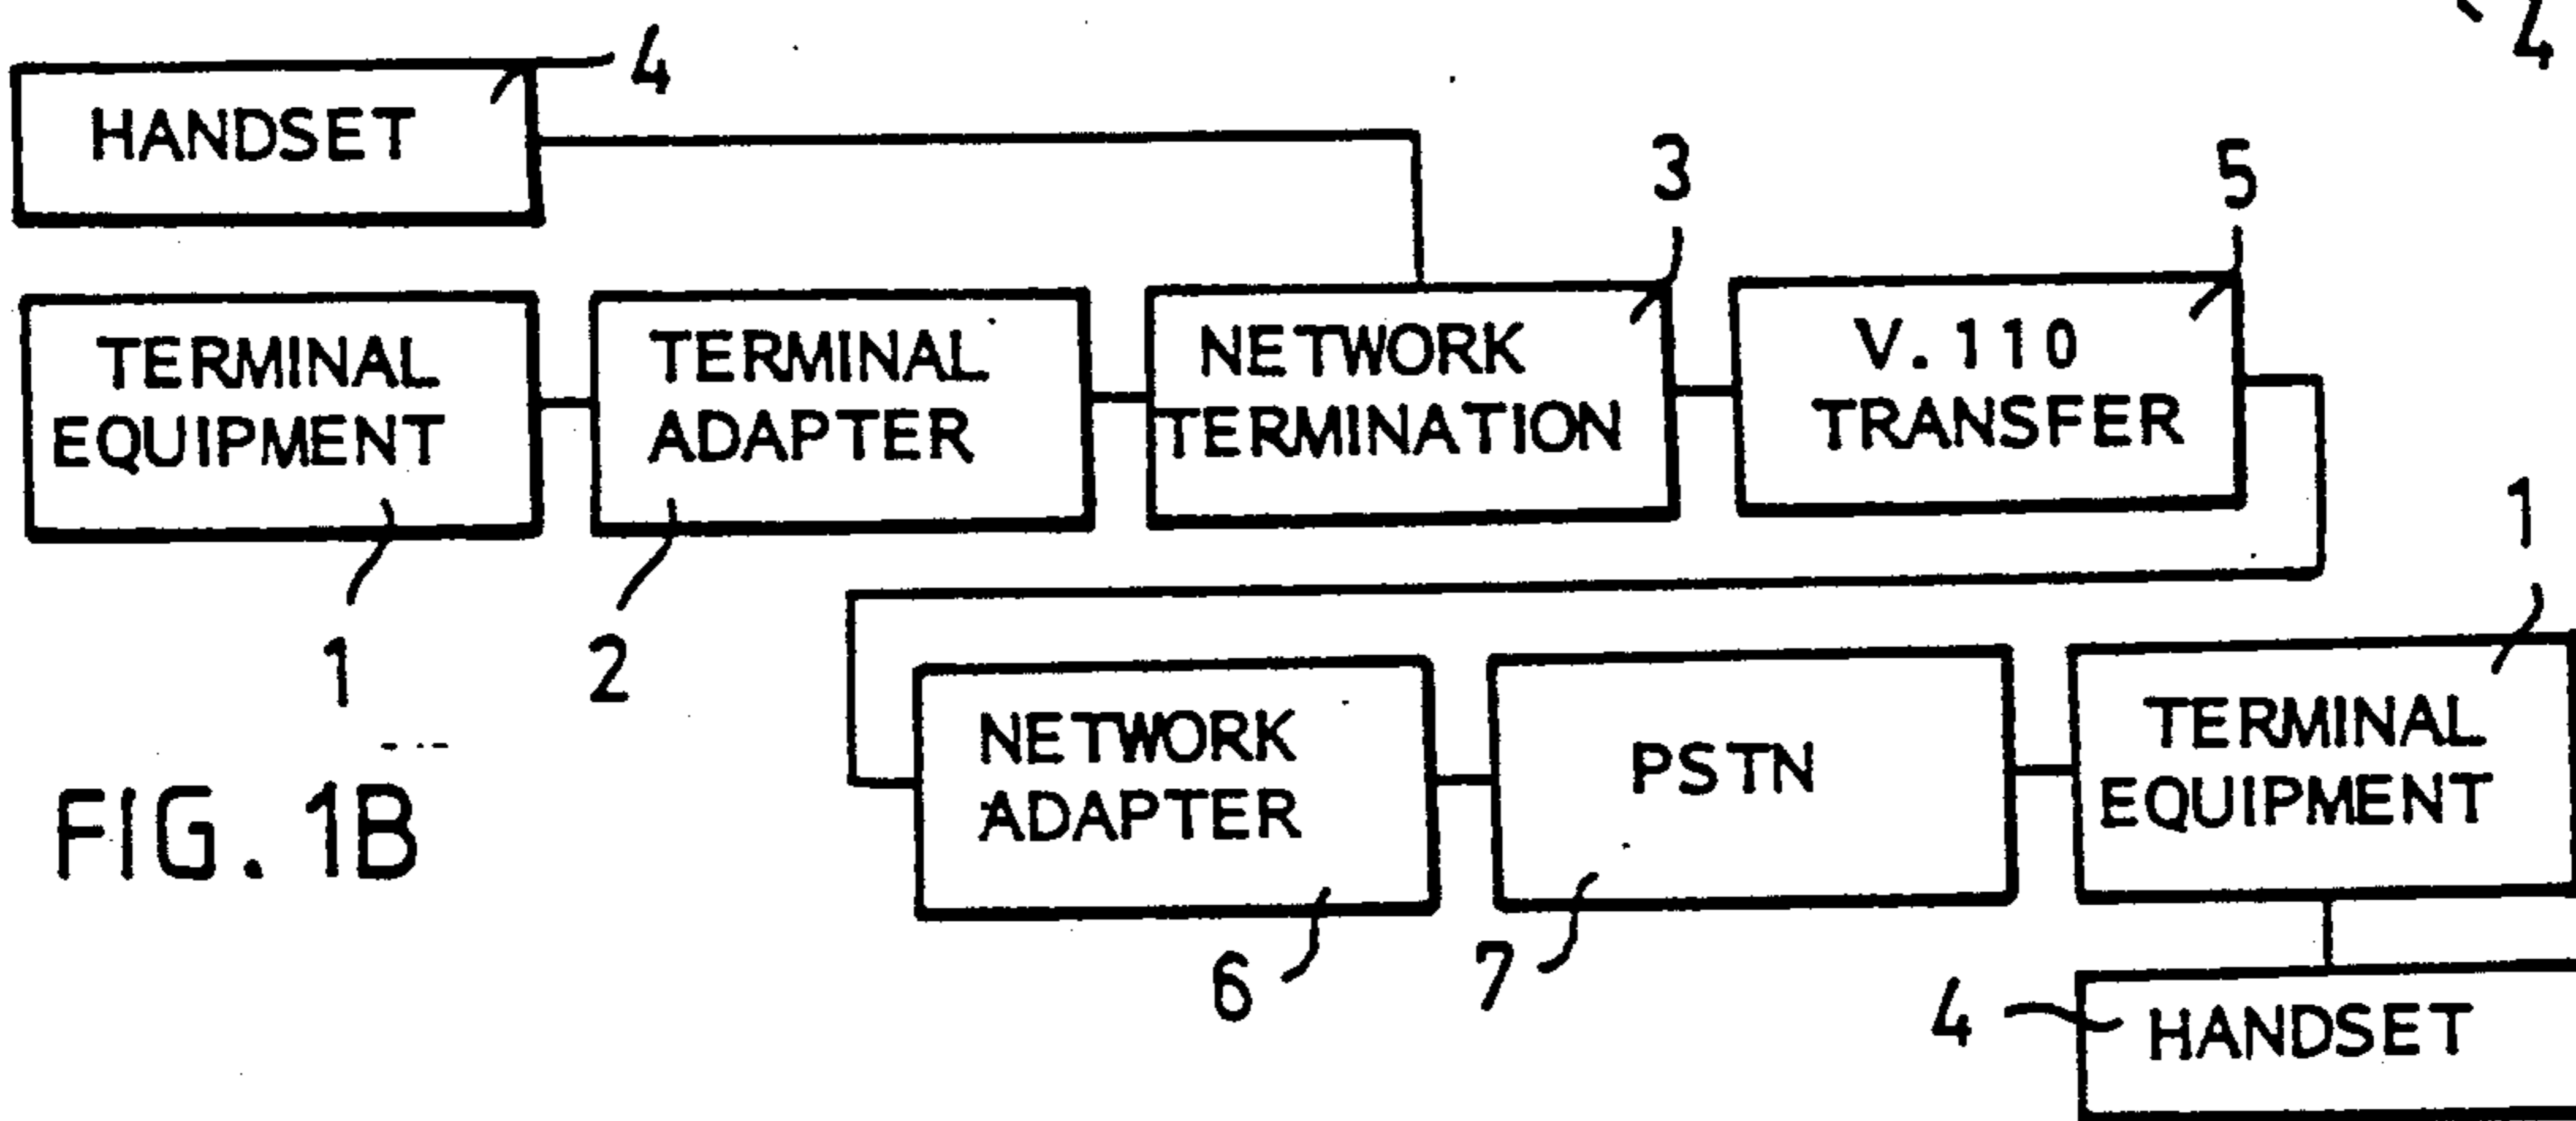 4
HANDSET
4
3
5
TERMINAL
EQUIPMENT
TERMINAL
ADAPTER
NETWORK
TERMINATION
V.110
TRANSFER
1
2
1
NETWORK
ADAPTER
PSTN
TERMINAL
EQUIPMENT
FIG. 1B
6
7
4
HANDSET